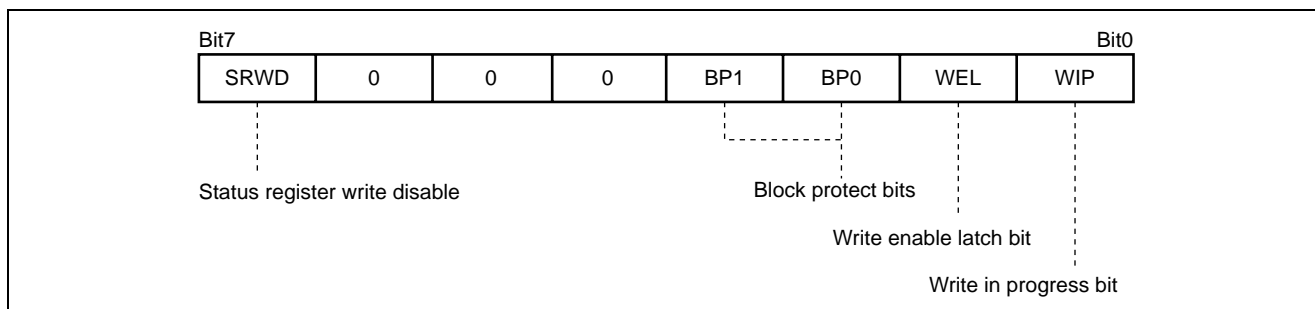 Bit7 Bit0
SRWD 0 0 0 BP1 BP0 WEL WIP
Status register write disable
Block protect bits
Write enable latch bit
Write in progress bit